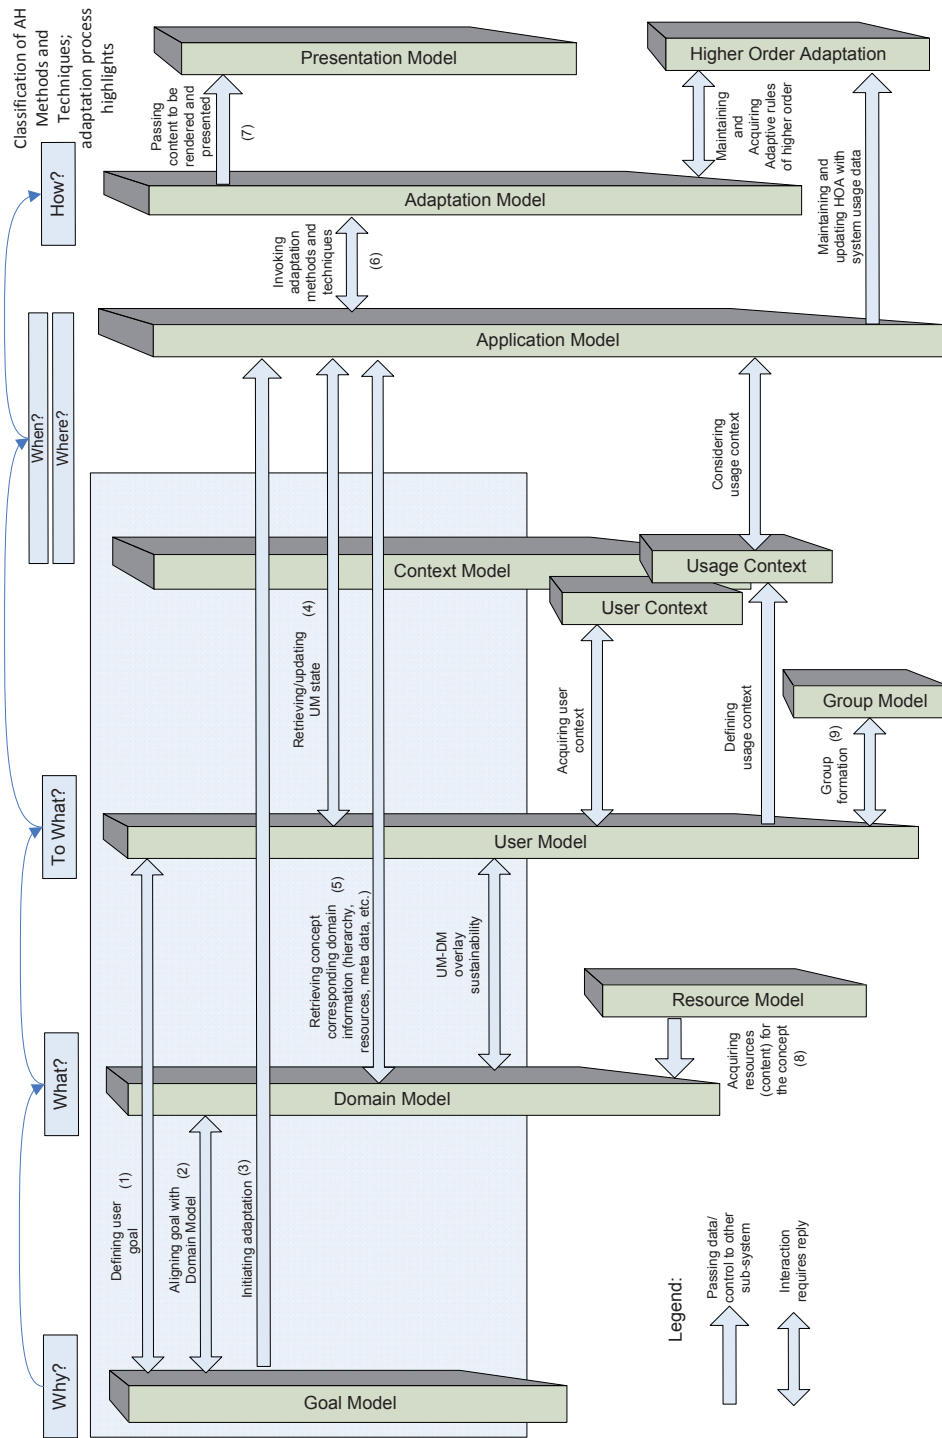 Classification of AH
Methods and
Techniques;
adaptation process
highlights
Why?
What?
To What?
When?
Where?
How?
Defining user
goal
(1)
Aligning goal with
Domain Model
(2)
Initiating adaptation (3)
Retrieving/updating
UM state
(4)
Retrieving concept
corresponding domain
information (hierarchy,
resources, meta data, etc.)
(5)
UM-DM
overlay
sustainability
Invoking
adaptation
methods and
techniques
(6)
Passing
content to be
rendered and
presented
(7)
Acquiring
resources
(content) for
the concept
(8)
Group
formation
(9)
Acquiring user
context
Defining
usage context
Considering
usage context
Maintaining
and
Acquiring
Adaptive rules
of higher order
Maintaining and
updating HOA with
system usage data
Goal Model
Domain Model
Resource Model
User Model
Group Model
Context Model
User Context
Usage Context
Application Model
Adaptation Model
Presentation Model
Higher Order Adaptation
Legend:
Passing data/
control to other
sub-system
Interaction
requires reply